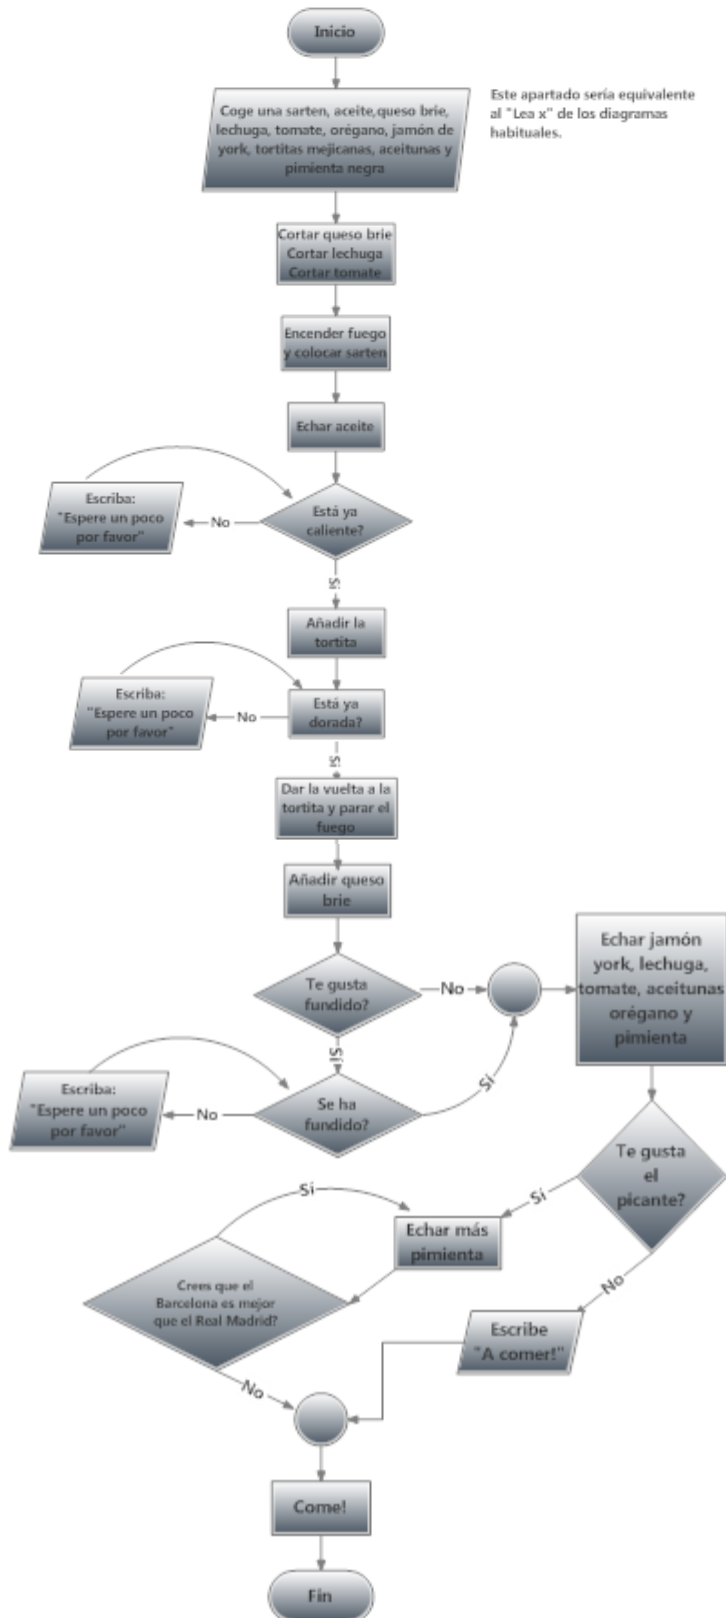 Inicio
Coge una sarten, aceite,queso brie,
lechuga, tomate, orégano, jamón de
york, tortitas mejicanas, aceitunas y
pimienta negra
Este apartado sería equivalente
al "Lea x" de los diagramas
habituales.
Cortar queso brie
Cortar lechuga
Cortar tomate
Encender fuego
y colocar sarten
Echar aceite
Está ya
caliente?
No
Escriba:
"Espere un poco
por favor"
Sí
Añadir la
tortita
Está ya
dorada?
No
Escriba:
"Espere un poco
por favor"
Sí
Dar la vuelta a la
tortita y parar el
fuego
Añadir queso
brie
Te gusta
fundido?
No
Echar jamón
york, lechuga,
tomate, aceitunas
orégano y
pimienta
Sí
Se ha
fundido?
Sí
No
Escriba:
"Espere un poco
por favor"
Te gusta
el
picante?
Sí
Echar más
pimienta
Sí
Crees que el
Barcelona es mejor
que el Real Madrid?
No
No
Escribe
"A comer!"
Come!
Fin